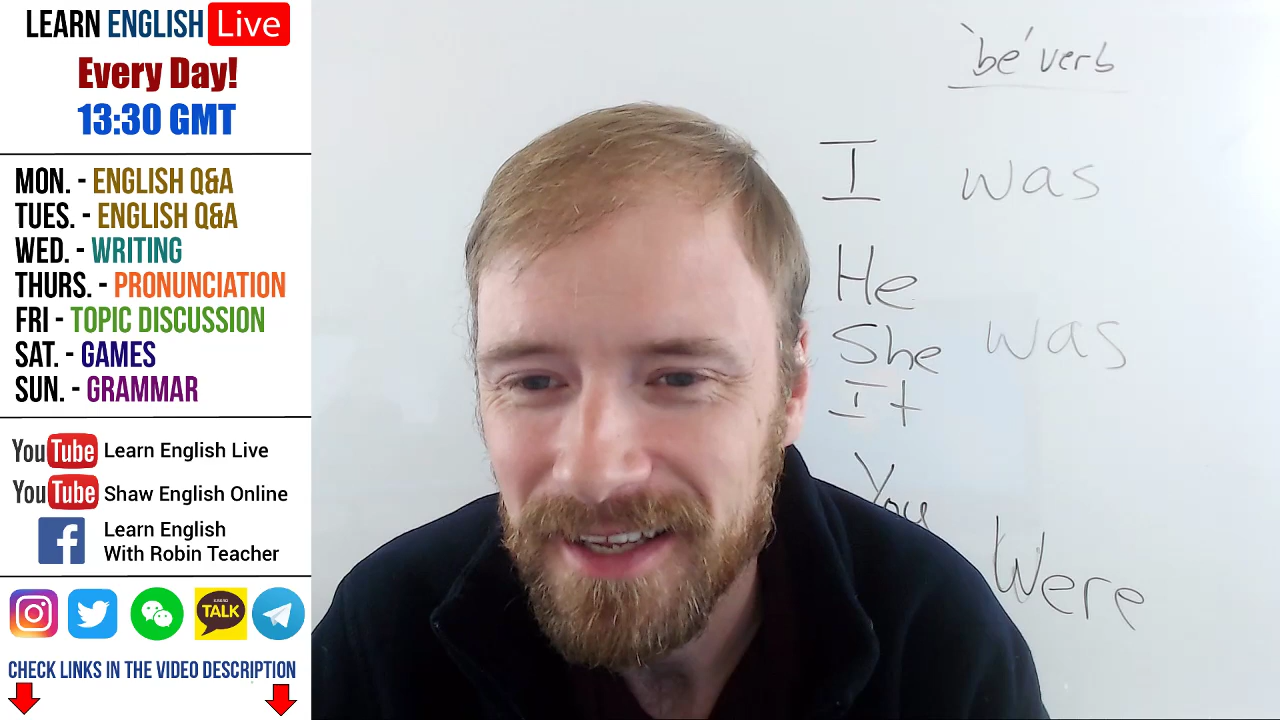 LEARN ENGLISH Live
Every Day!
13:30 GMT
MON. - ENGLISH Q&A
TUES. - ENGLISH Q&A
WED. - WRITING
THURS. - PRONUNCIATION
FRI - TOPIC DISCUSSION
SAT. - GAMES
SUN. - GRAMMAR
YouTube Learn English Live
YouTube Shaw English Online
f Learn English
With Robin Teacher
TALK
CHECK LINKS IN THE VIDEO DESCRIPTION
'be' verb
I was
He
She was
It
You
Were